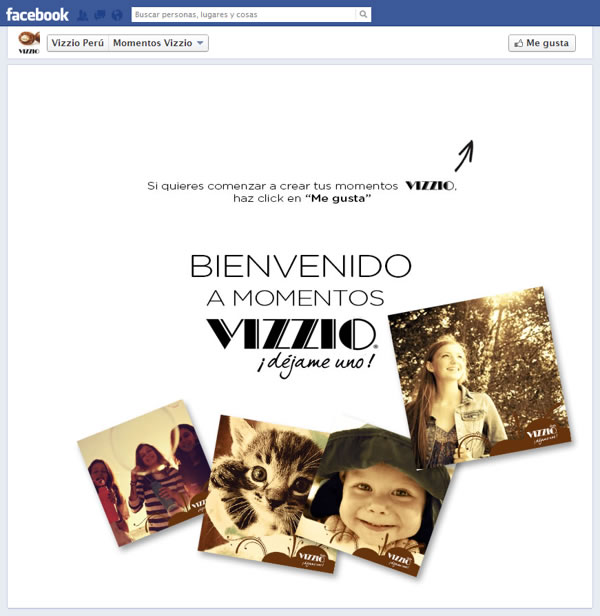 facebook
Buscar personas, lugares y cosas
VIZZIO
Vizzio Perú
Momentos Vizzio
Me gusta
Si quieres comenzar a crear tus momentos VIZZIO,
haz click en “Me gusta”
BIENVENIDO
A MOMENTOS
VIZZIO®
¡déjame uno!
VIZZIO
¡déjame uno!
VIZZIO
VIZZIO
¡déjame uno!
VIZZIO
¡déjame uno!